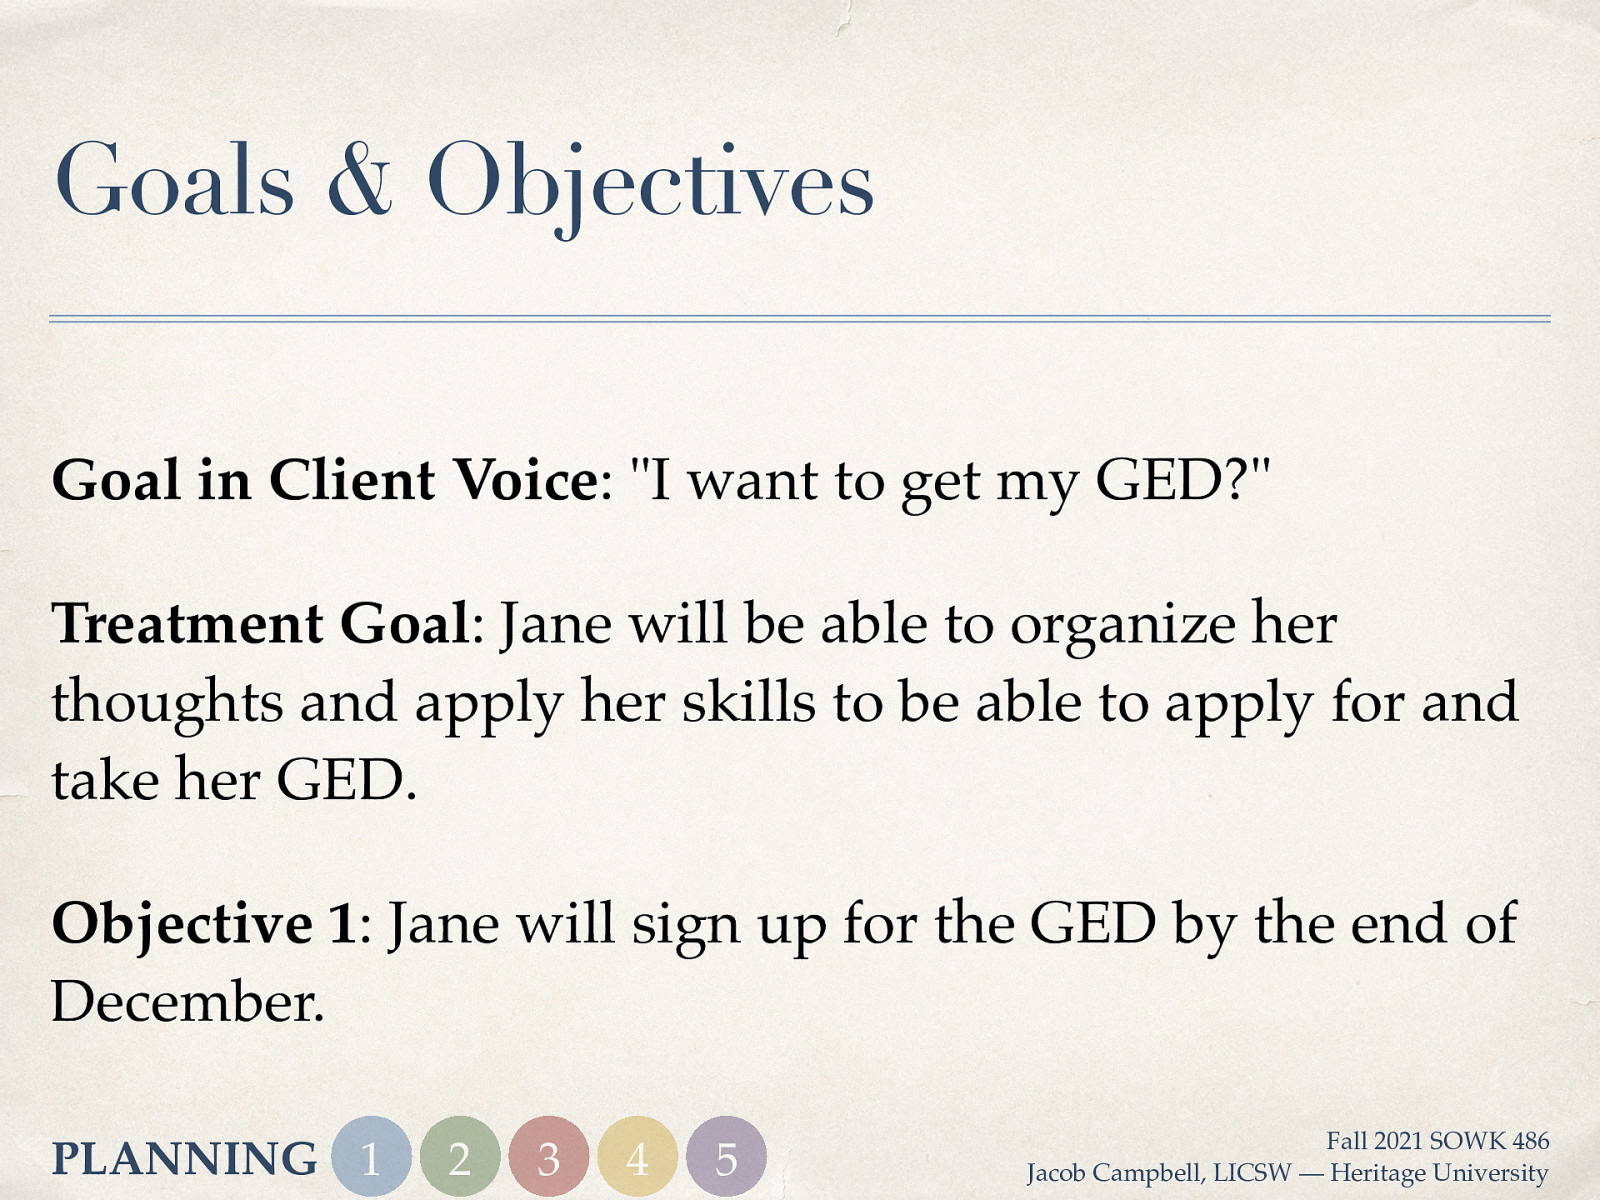 Goals & Objectives
Goal in Client Voice: "I want to get my GED?"
Treatment Goal: Jane will be able to organize her
thoughts and apply her skills to be able to apply for and
take her GED.
Objective 1: Jane will sign up for the GED by the end of
December.
PLANNING 1 2 3 4 5
Fall 2021 SOWK 486
Jacob Campbell, LICSW — Heritage University